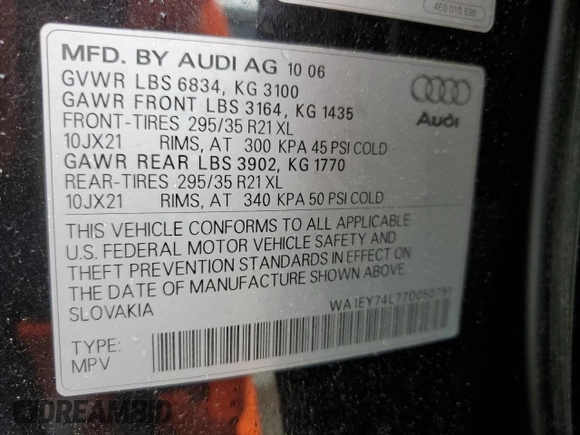 4E0 010 530
MFD. BY AUDI AG 10 06
GVWR LBS 6834, KG 3100
GAWR FRONT LBS 3164, KG 1435
FRONT-TIRES 295/35 R21 XL
10JX21 RIMS, AT 300 KPA 45 PSI COLD
GAWR REAR LBS 3902, KG 1770
REAR-TIRES 295/35 R21 XL
10JX21 RIMS, AT 340 KPA 50 PSI COLD
Audi
THIS VEHICLE CONFORMS TO ALL APPLICABLE
U.S. FEDERAL MOTOR VEHICLE SAFETY AND
THEFT PREVENTION STANDARDS IN EFFECT ON
THE DATE OF MANUFACTURE SHOWN ABOVE.
SLOVAKIA
WA1EY74L77D050797
TYPE:
MPV
DREAMBID